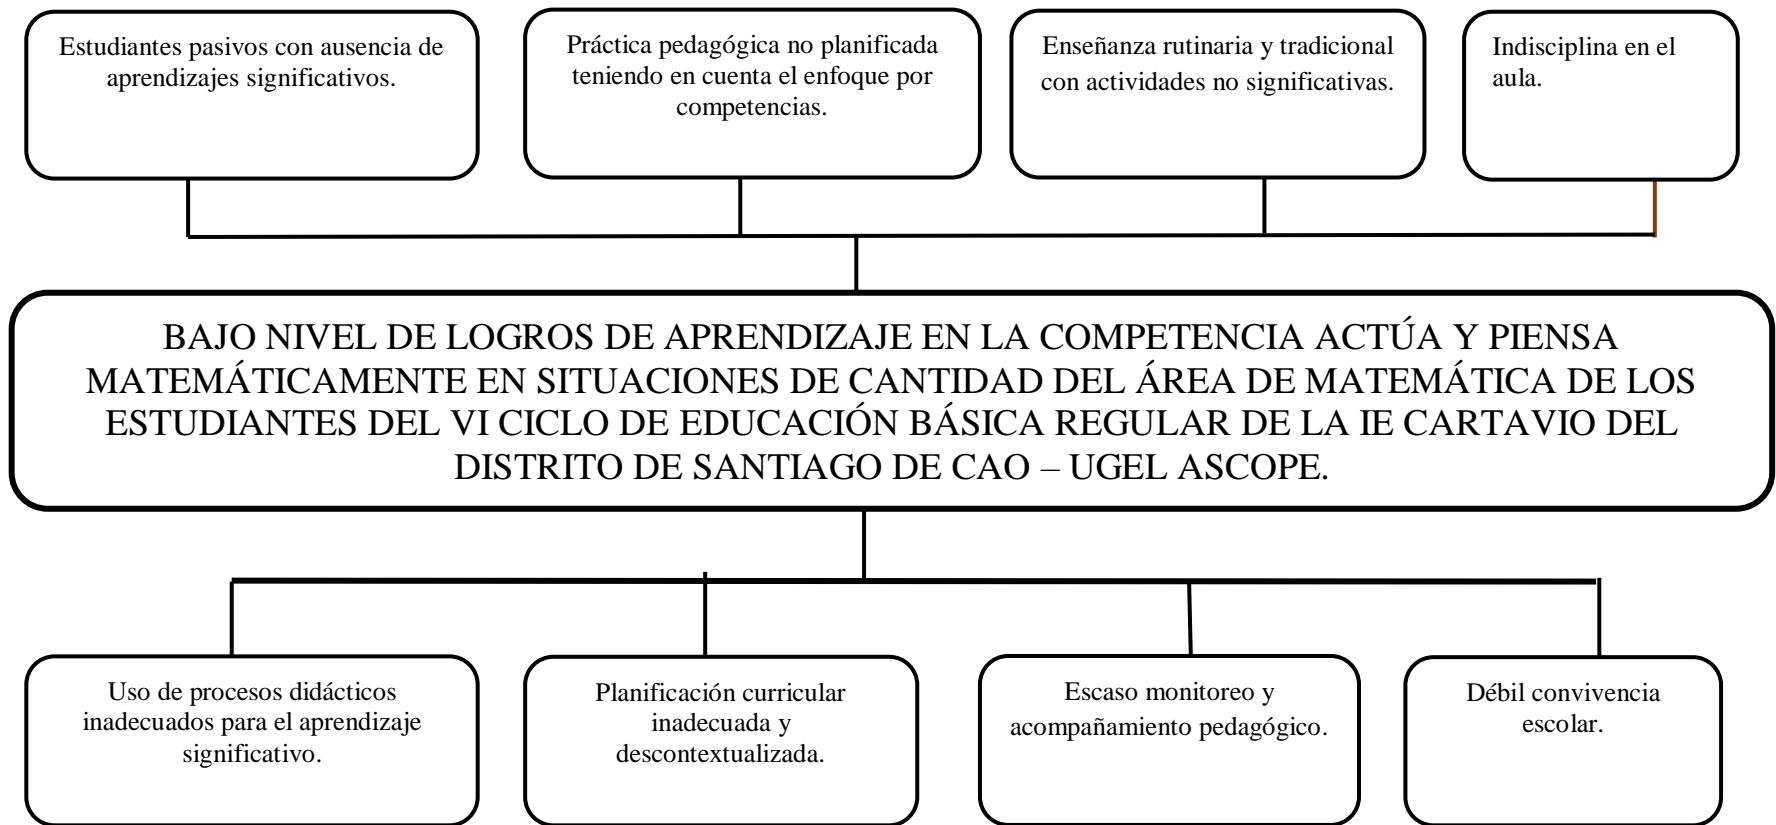 Estudiantes pasivos con ausencia de
aprendizajes significativos.
Práctica pedagógica no planificada
teniendo en cuenta el enfoque por
competencias.
Enseñanza rutinaria y tradicional
con actividades no significativas.
Indisciplina en el
aula.
BAJO NIVEL DE LOGROS DE APRENDIZAJE EN LA COMPETENCIA ACTÚA Y PIENSA
MATEMÁTICAMENTE EN SITUACIONES DE CANTIDAD DEL ÁREA DE MATEMÁTICA DE LOS
ESTUDIANTES DEL VI CICLO DE EDUCACIÓN BÁSICA REGULAR DE LA IE CARTAVIO DEL
DISTRITO DE SANTIAGO DE CAO – UGEL ASCOPE.
Uso de procesos didácticos
inadecuados para el aprendizaje
significativo.
Planificación curricular
inadecuada y
descontextualizada.
Escaso monitoreo y
acompañamiento pedagógico.
Débil convivencia
escolar.